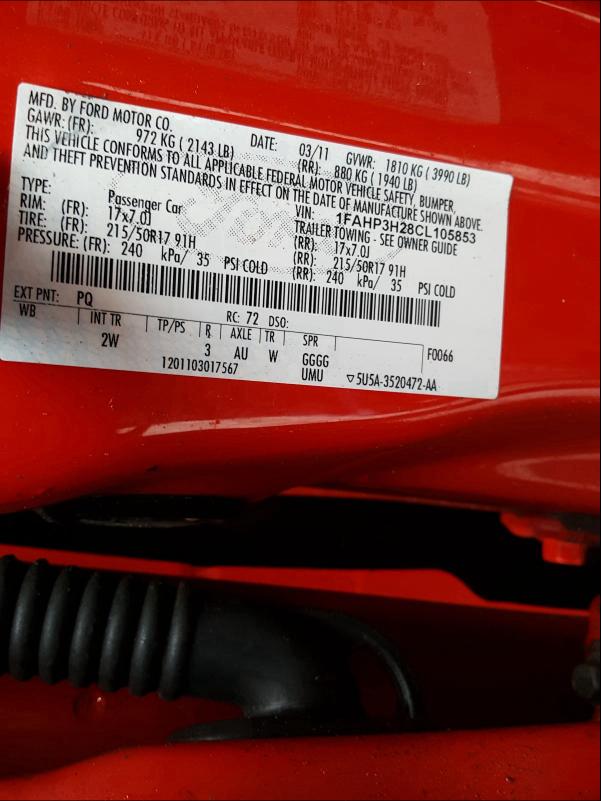 MFD. BY FORD MOTOR CO.
DATE: 03/11 GVWR: 1810 KG ( 3990 LB)
GAWR: (FR): 972 KG ( 2143 LB) (RR): 880 KG ( 1940 LB)
THIS VEHICLE CONFORMS TO ALL APPLICABLE FEDERAL MOTOR VEHICLE SAFETY, BUMPER,
AND THEFT PREVENTION STANDARDS IN EFFECT ON THE DATE OF MANUFACTURE SHOWN ABOVE.
VIN: 1FAHP3H28CL105853
TYPE: Passenger Car TRAILER TOWING - SEE OWNER GUIDE
RIM: (FR): 17x7.0J (RR): 17x7.0J
TIRE: (FR): 215/50R17 91H (RR): 215/50R17 91H
PRESSURE: (FR): 240 kPa/ 35 PSI COLD (RR): 240 kPa/ 35 PSI COLD
EXT PNT: PQ RC: 72 DSO:
WB INT TR TP/PS R AXLE TR SPR F0066
2W 3 AU W GGGG
1201103017567 UMU ▽5U5A-3520472-AA